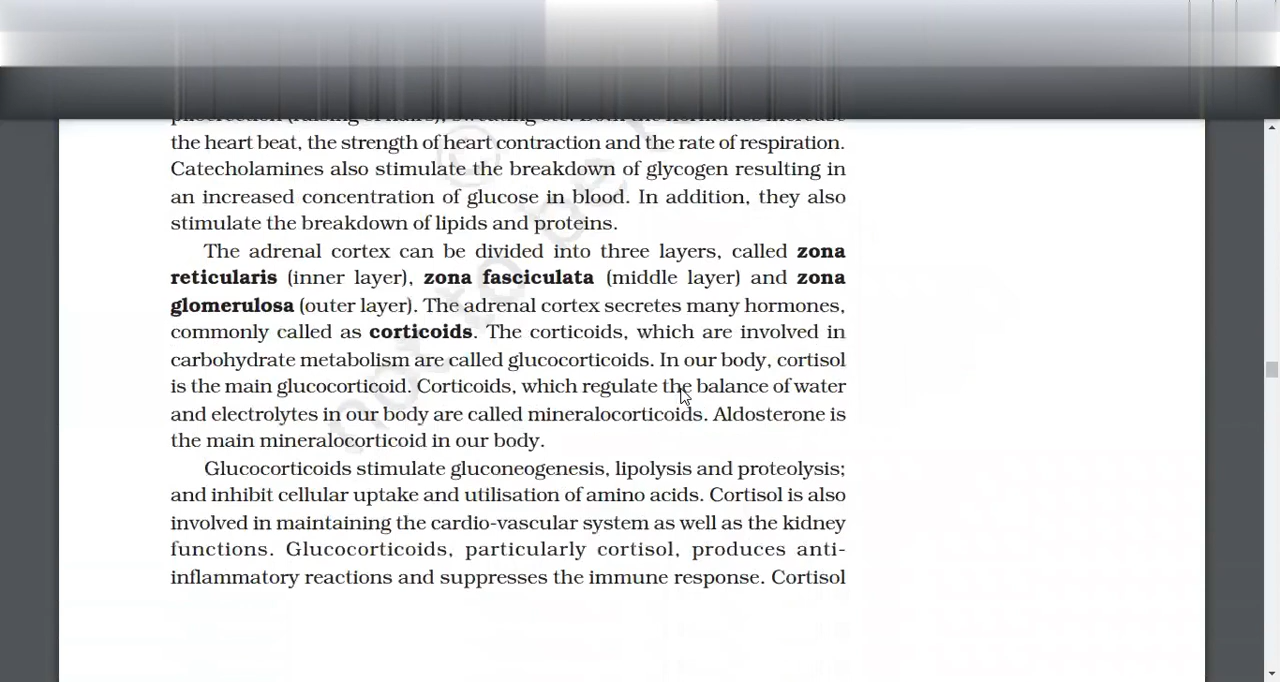 the heart beat, the strength of heart contraction and the rate of respiration.
Catecholamines also stimulate the breakdown of glycogen resulting in
an increased concentration of glucose in blood. In addition, they also
stimulate the breakdown of lipids and proteins.
The adrenal cortex can be divided into three layers, called zona
reticularis (inner layer), zona fasciculata (middle layer) and zona
glomerulosa (outer layer). The adrenal cortex secretes many hormones,
commonly called as corticoids. The corticoids, which are involved in
carbohydrate metabolism are called glucocorticoids. In our body, cortisol
is the main glucocorticoid. Corticoids, which regulate the balance of water
and electrolytes in our body are called mineralocorticoids. Aldosterone is
the main mineralocorticoid in our body.
Glucocorticoids stimulate gluconeogenesis, lipolysis and proteolysis;
and inhibit cellular uptake and utilisation of amino acids. Cortisol is also
involved in maintaining the cardio-vascular system as well as the kidney
functions. Glucocorticoids, particularly cortisol, produces anti-
inflammatory reactions and suppresses the immune response. Cortisol
©
not to be